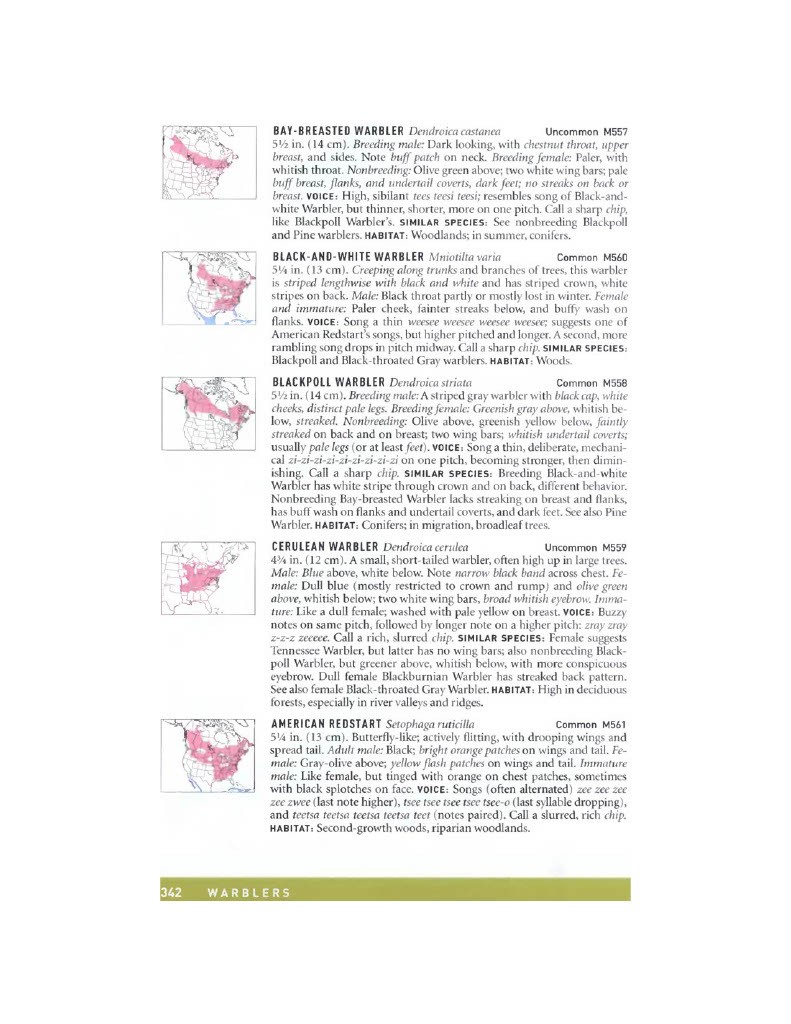 BAY-BREASTED WARBLER Dendroica castanea Uncommon M557
5½ in. (14 cm). Breeding male: Dark looking, with chestnut throat, upper
breast, and sides. Note buff patch on neck. Breeding female: Paler, with
whitish throat. Nonbreeding: Olive green above; two white wing bars; pale
buff breast, flanks, and undertail coverts, dark feet; no streaks on back or
breast. VOICE: High, sibilant tees teesi teesi; resembles song of Black-and-
white Warbler, but thinner, shorter, more on one pitch. Call a sharp chip,
like Blackpoll Warbler's. SIMILAR SPECIES: See nonbreeding Blackpoll
and Pine warblers. HABITAT: Woodlands; in summer, conifers.
BLACK-AND-WHITE WARBLER Mniotilta varia Common M560
5¼ in. (13 cm). Creeping along trunks and branches of trees, this warbler
is striped lengthwise with black and white and has striped crown, white
stripes on back. Male: Black throat partly or mostly lost in winter. Female
and immature: Paler cheek, fainter streaks below, and buffy wash on
flanks. VOICE: Song a thin weesee weesee weesee weesee; suggests one of
American Redstart's songs, but higher pitched and longer. A second, more
rambling song drops in pitch midway. Call a sharp chip. SIMILAR SPECIES:
Blackpoll and Black-throated Gray warblers. HABITAT: Woods.
BLACKPOLL WARBLER Dendroica striata Common M558
5½ in. (14 cm). Breeding male: A striped gray warbler with black cap, white
cheeks, distinct pale legs. Breeding female: Greenish gray above, whitish be-
low, streaked. Nonbreeding: Olive above, greenish yellow below, faintly
streaked on back and on breast; two wing bars; whitish undertail coverts;
usually pale legs (or at least feet). VOICE: Song a thin, deliberate, mechani-
cal zi-zi-zi-zi-zi-zi-zi-zi-zi on one pitch, becoming stronger, then dimin-
ishing. Call a sharp chip. SIMILAR SPECIES: Breeding Black-and-white
Warbler has white stripe through crown and on back, different behavior.
Nonbreeding Bay-breasted Warbler lacks streaking on breast and flanks,
has buff wash on flanks and undertail coverts, and dark feet. See also Pine
Warbler. HABITAT: Conifers; in migration, broadleaf trees.
CERULEAN WARBLER Dendroica cerulea Uncommon M559
4¾ in. (12 cm). A small, short-tailed warbler, often high up in large trees.
Male: Blue above, white below. Note narrow black band across chest. Fe-
male: Dull blue (mostly restricted to crown and rump) and olive green
above, whitish below; two white wing bars, broad whitish eyebrow. Imma-
ture: Like a dull female; washed with pale yellow on breast. VOICE: Buzzy
notes on same pitch, followed by longer note on a higher pitch: zray zray
z-z-z zeeeee. Call a rich, slurred chip. SIMILAR SPECIES: Female suggests
Tennessee Warbler, but latter has no wing bars; also nonbreeding Black-
poll Warbler, but greener above, whitish below, with more conspicuous
eyebrow. Dull female Blackburnian Warbler has streaked back pattern.
See also female Black-throated Gray Warbler. HABITAT: High in deciduous
forests, especially in river valleys and ridges.
AMERICAN REDSTART Setophaga ruticilla Common M561
5¼ in. (13 cm). Butterfly-like; actively flitting, with drooping wings and
spread tail. Adult male: Black; bright orange patches on wings and tail. Fe-
male: Gray-olive above; yellow flash patches on wings and tail. Immature
male: Like female, but tinged with orange on chest patches, sometimes
with black splotches on face. VOICE: Songs (often alternated) zee zee zee
zee zwee (last note higher), tsee tsee tsee tsee tsee-o (last syllable dropping),
and teetsa teetsa teetsa teetsa teet (notes paired). Call a slurred, rich chip.
HABITAT: Second-growth woods, riparian woodlands.
342 WARBLERS